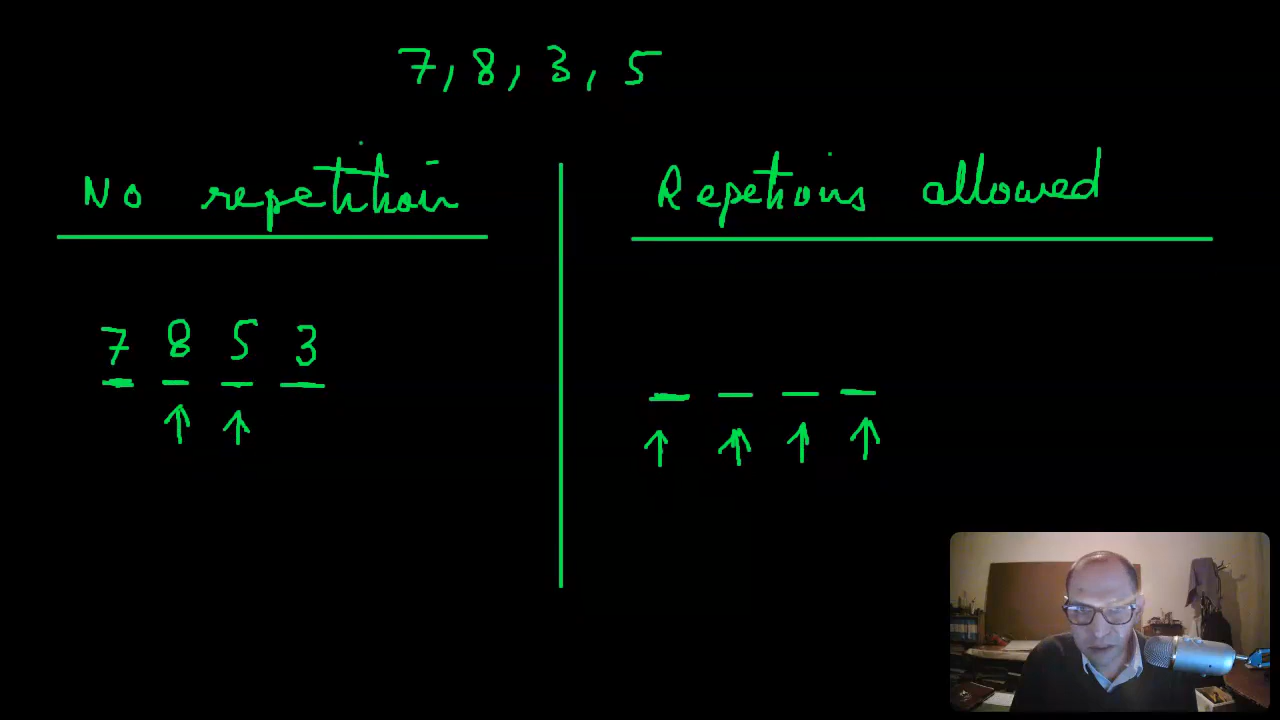 7, 8, 3, 5
No repetition
Repetions allowed
7 8 5 3